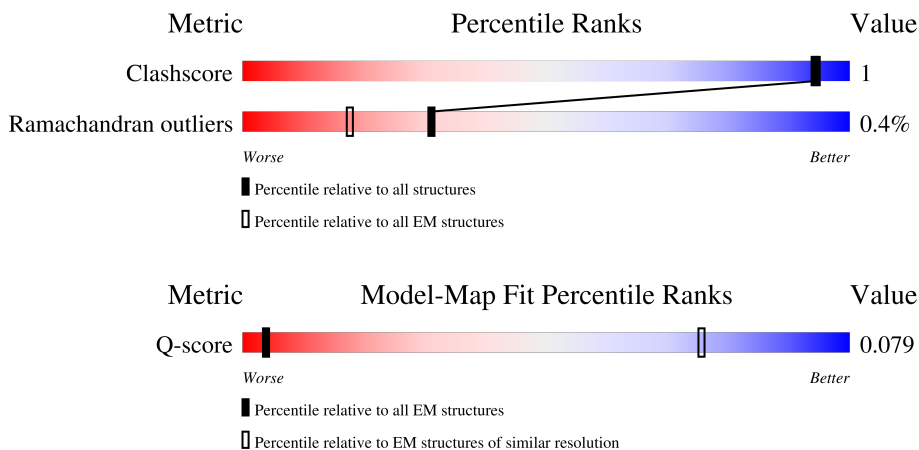 Metric Percentile Ranks Value
Clashscore 1
Ramachandran outliers 0.4%
Worse Better
Percentile relative to all structures
Percentile relative to all EM structures
Metric Model-Map Fit Percentile Ranks Value
Q-score 0.079
Worse Better
Percentile relative to all EM structures
Percentile relative to EM structures of similar resolution